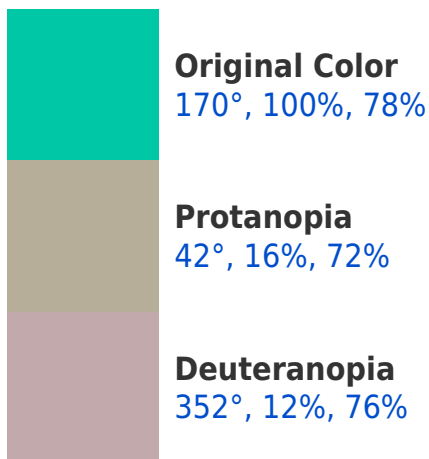 Original Color
170°, 100%, 78%
Protanopia
42°, 16%, 72%
Deuteranopia
352°, 12%, 76%